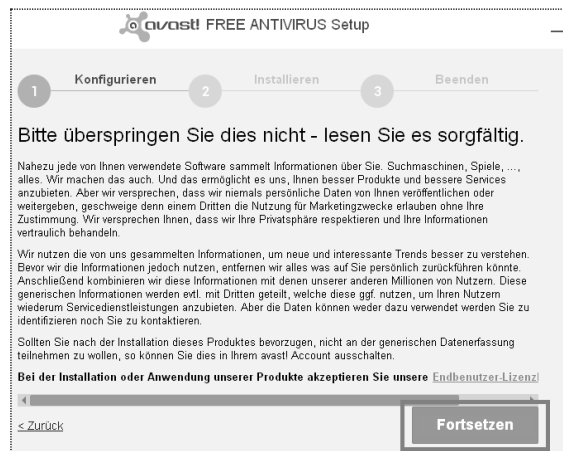 avast! FREE ANTIVIRUS Setup
1 Konfigurieren 2 Installieren 3 Beenden
Bitte überspringen Sie dies nicht - lesen Sie es sorgfältig.
Nahezu jede von Ihnen verwendete Software sammelt Informationen über Sie. Suchmaschinen, Spiele, ...,
alles. Wir machen das auch. Und das ermöglicht es uns, Ihnen besser Produkte und bessere Services
anzubieten. Aber wir versprechen, dass wir niemals persönliche Daten von Ihnen veröffentlichen oder
weitergeben, geschweige denn einem Dritten die Nutzung für Marketingzwecke erlauben ohne Ihre
Zustimmung. Wir versprechen Ihnen, dass wir Ihre Privatsphäre respektieren und Ihre Informationen
vertraulich behandeln.
Wir nutzen die von uns gesammelten Informationen, um neue und interessante Trends besser zu verstehen.
Bevor wir die Informationen jedoch nutzen, entfernen wir alles was auf Sie persönlich zurückführen könnte.
Anschließend kombinieren wir diese Informationen mit denen unserer anderen Millionen von Nutzern. Diese
generischen Informationen werden evtl. mit Dritten geteilt, welche diese ggf. nutzen, um Ihren Nutzern
wiederum Servicedienstleistungen anzubieten. Aber die Daten können weder dazu verwendet werden Sie zu
identifizieren noch Sie zu kontaktieren.
Sollten Sie nach der Installation dieses Produktes bevorzugen, nicht an der generischen Datenerfassung
teilnehmen zu wollen, so können Sie dies in Ihrem avast! Account ausschalten.
Bei der Installation oder Anwendung unserer Produkte akzeptieren Sie unsere Endbenutzer-Lizenz
< Zurück
Fortsetzen